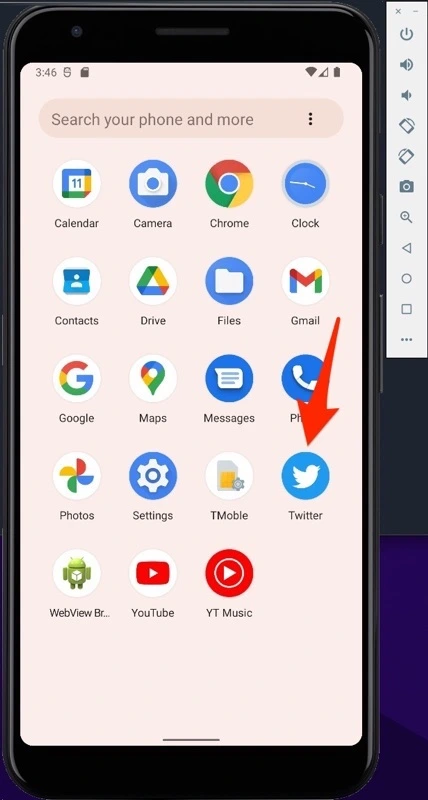 3:46
Search your phone and more
11
Calendar
Camera
Chrome
Clock
Contacts
Drive
Files
Gmail
Google
Maps
Messages
Ph
Photos
Settings
TMoble
Twitter
WebView Br...
YouTube
YT Music